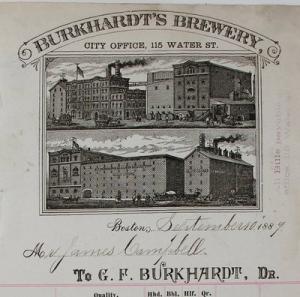 BURKHARDT'S BREWERY,
CITY OFFICE, 115 WATER ST.
Boston, September 10, 1889
M James Campbell.
To G. F. BURKHARDT, Dr.
Quality. Hhd. Bbl. Hlf. Qr.